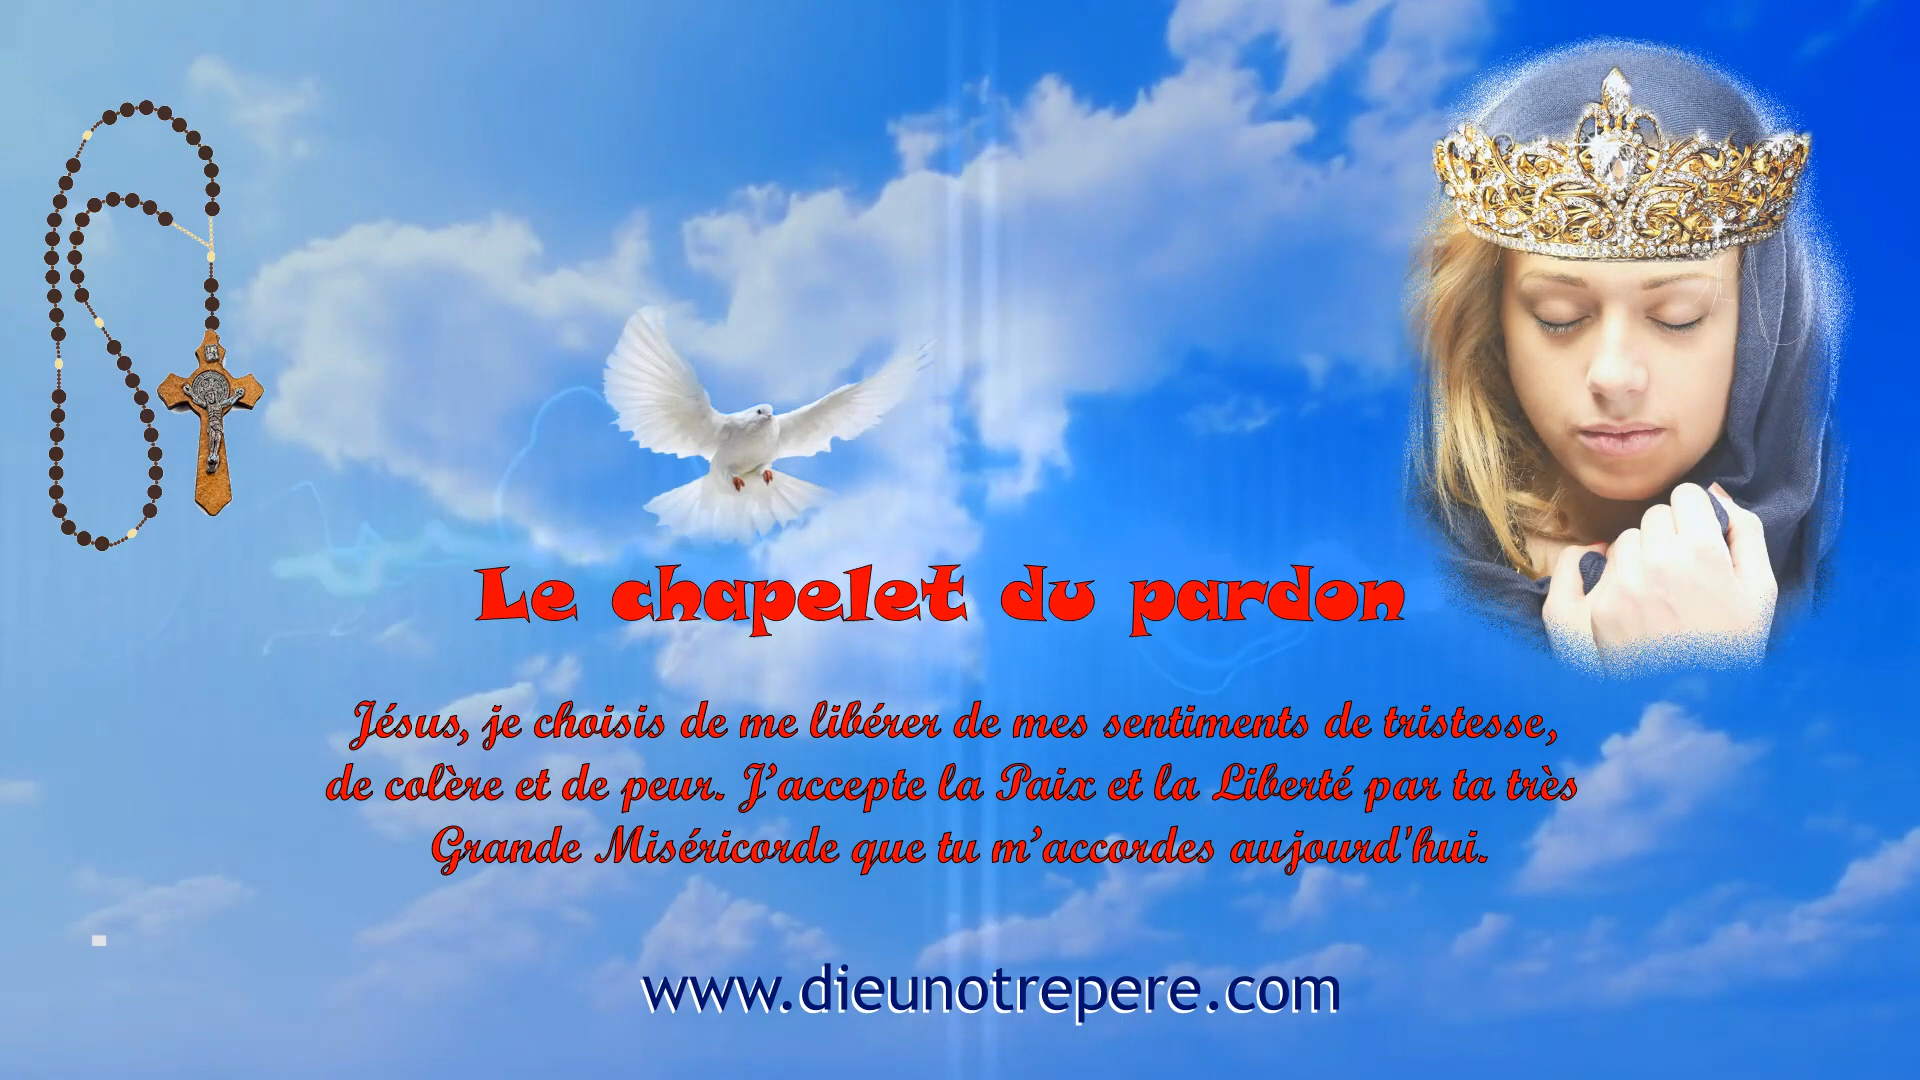 Le chapelet du pardon
Jésus, je choisis de me libérer de mes sentiments de tristesse,
de colère et de peur. J’accepte la Paix et la Liberté par ta très
Grande Miséricorde que tu m’accordes aujourd'hui.
www.dieunotrepere.com